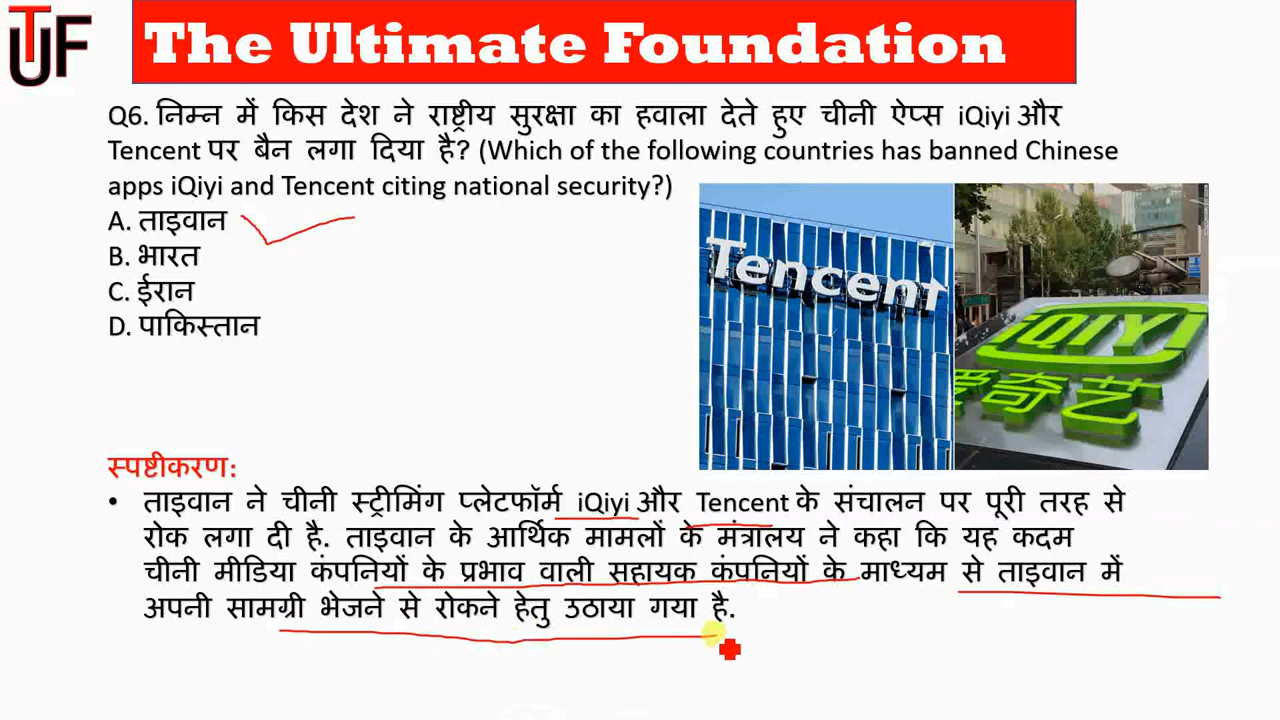 TUF
The Ultimate Foundation
Q6. निम्न में किस देश ने राष्ट्रीय सुरक्षा का हवाला देते हुए चीनी ऐप्स iQiyi और
Tencent पर बैन लगा दिया है? (Which of the following countries has banned Chinese
apps iQiyi and Tencent citing national security?)
A. ताइवान
B. भारत
C. ईरान
D. पाकिस्तान
Tencent
iQIYI
奇艺
स्पष्टीकरण:
• ताइवान ने चीनी स्ट्रीमिंग प्लेटफॉर्म iQiyi और Tencent के संचालन पर पूरी तरह से
रोक लगा दी है. ताइवान के आर्थिक मामलों के मंत्रालय ने कहा कि यह कदम
चीनी मीडिया कंपनियों के प्रभाव वाली सहायक कंपनियों के माध्यम से ताइवान में
अपनी सामग्री भेजने से रोकने हेतु उठाया गया है.